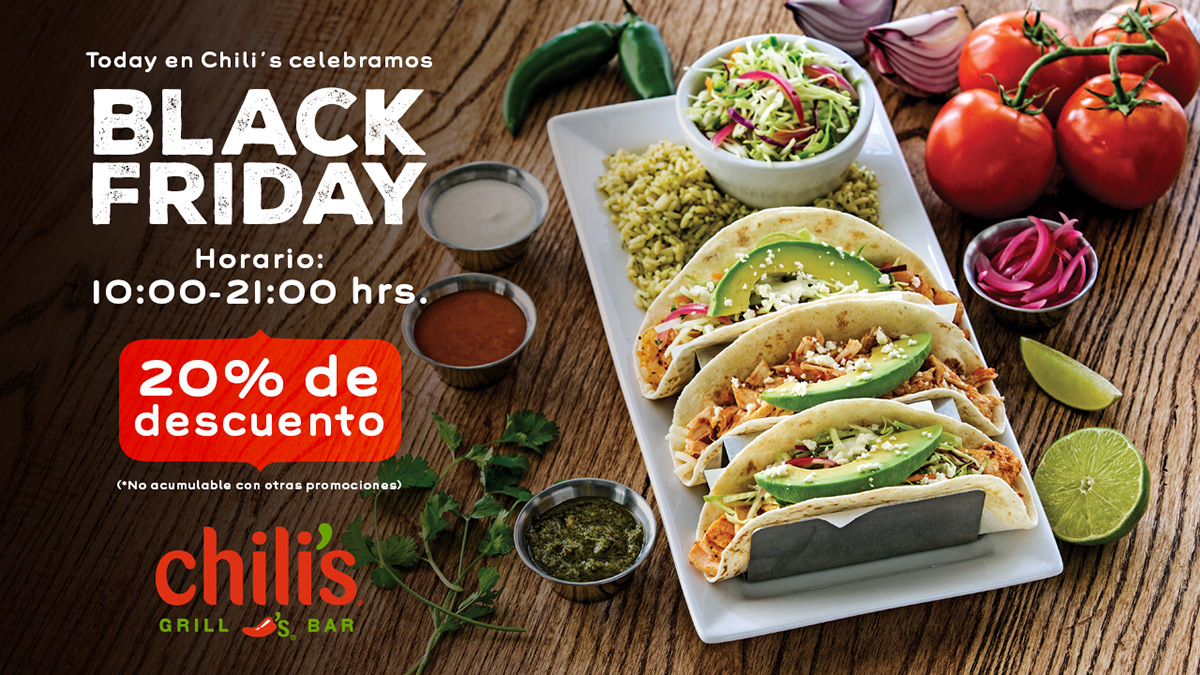 Today en Chili's celebramos
BLACK
FRIDAY
Horario:
10:00-21:00 hrs.
20% de
descuento
(*No acumulable con otras promociones)
chili's
GRILL 'S® BAR